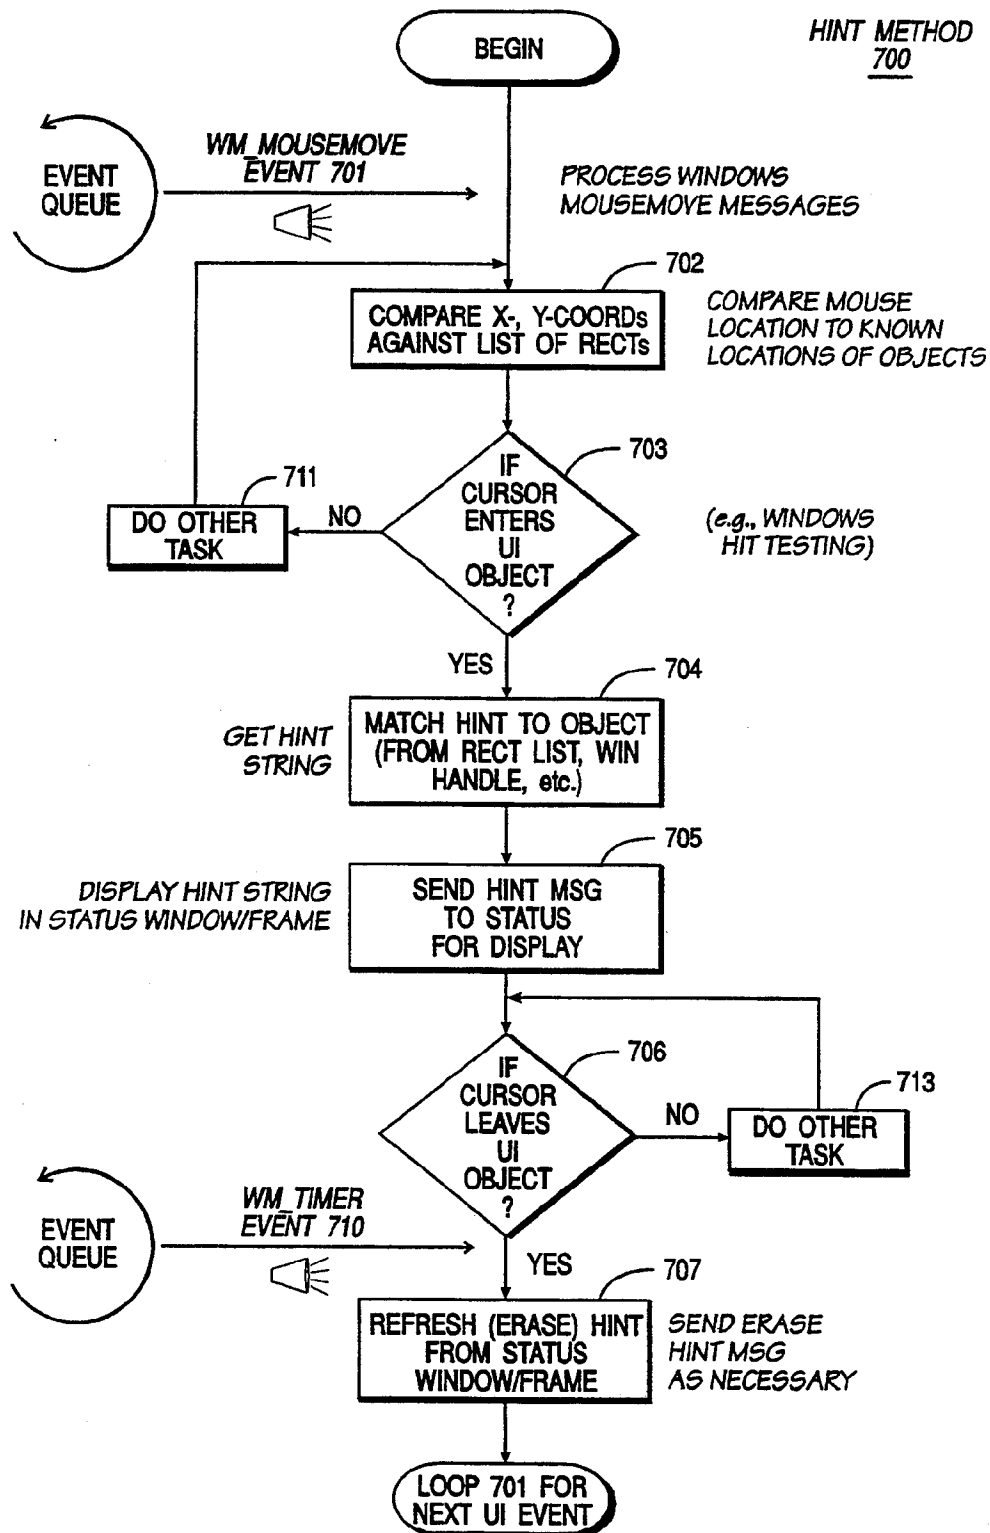 HINT METHOD
700
BEGIN
EVENT
QUEUE
WM_MOUSEMOVE
EVENT 701
PROCESS WINDOWS
MOUSEMOVE MESSAGES
702
COMPARE X-, Y-COORDs
AGAINST LIST OF RECTs
COMPARE MOUSE
LOCATION TO KNOWN
LOCATIONS OF OBJECTS
703
IF
CURSOR
ENTERS
UI
OBJECT
?
(e.g., WINDOWS
HIT TESTING)
NO
711
DO OTHER
TASK
YES
704
GET HINT
STRING
MATCH HINT TO OBJECT
(FROM RECT LIST, WIN
HANDLE, etc.)
705
DISPLAY HINT STRING
IN STATUS WINDOW/FRAME
SEND HINT MSG
TO STATUS
FOR DISPLAY
706
IF
CURSOR
LEAVES
UI
OBJECT
?
NO
713
DO OTHER
TASK
EVENT
QUEUE
WM_TIMER
EVENT 710
YES
707
REFRESH (ERASE) HINT
FROM STATUS
WINDOW/FRAME
SEND ERASE
HINT MSG
AS NECESSARY
LOOP 701 FOR
NEXT UI EVENT